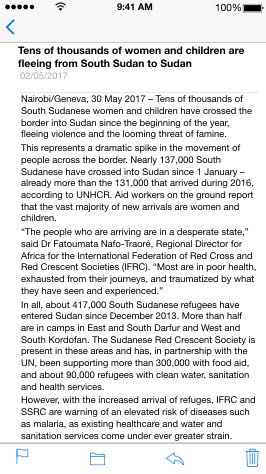 9:41 AM
100%
Tens of thousands of women and children are
fleeing from South Sudan to Sudan
02/05/2017
Nairobi/Geneva, 30 May 2017 – Tens of thousands of
South Sudanese women and children have crossed the
border into Sudan since the beginning of the year,
fleeing violence and the looming threat of famine.
This represents a dramatic spike in the movement of
people across the border. Nearly 137,000 South
Sudanese have crossed into Sudan since 1 January –
already more than the 131,000 that arrived during 2016,
according to UNHCR. Aid workers on the ground report
that the vast majority of new arrivals are women and
children.
“The people who are arriving are in a desperate state,”
said Dr Fatoumata Nafo-Traoré, Regional Director for
Africa for the International Federation of Red Cross and
Red Crescent Societies (IFRC). “Most are in poor health,
exhausted from their journeys, and traumatized by what
they have seen and experienced.”
In all, about 417,000 South Sudanese refugees have
entered Sudan since December 2013. More than half
are in camps in East and South Darfur and West and
South Kordofan. The Sudanese Red Crescent Society is
present in these areas and has, in partnership with the
UN, been supporting more than 300,000 with food aid,
and about 90,000 refugees with clean water, sanitation
and health services.
However, with the increased arrival of refuges, IFRC and
SSRC are warning of an elevated risk of diseases such
as malaria, as existing healthcare and water and
sanitation services come under ever greater strain.